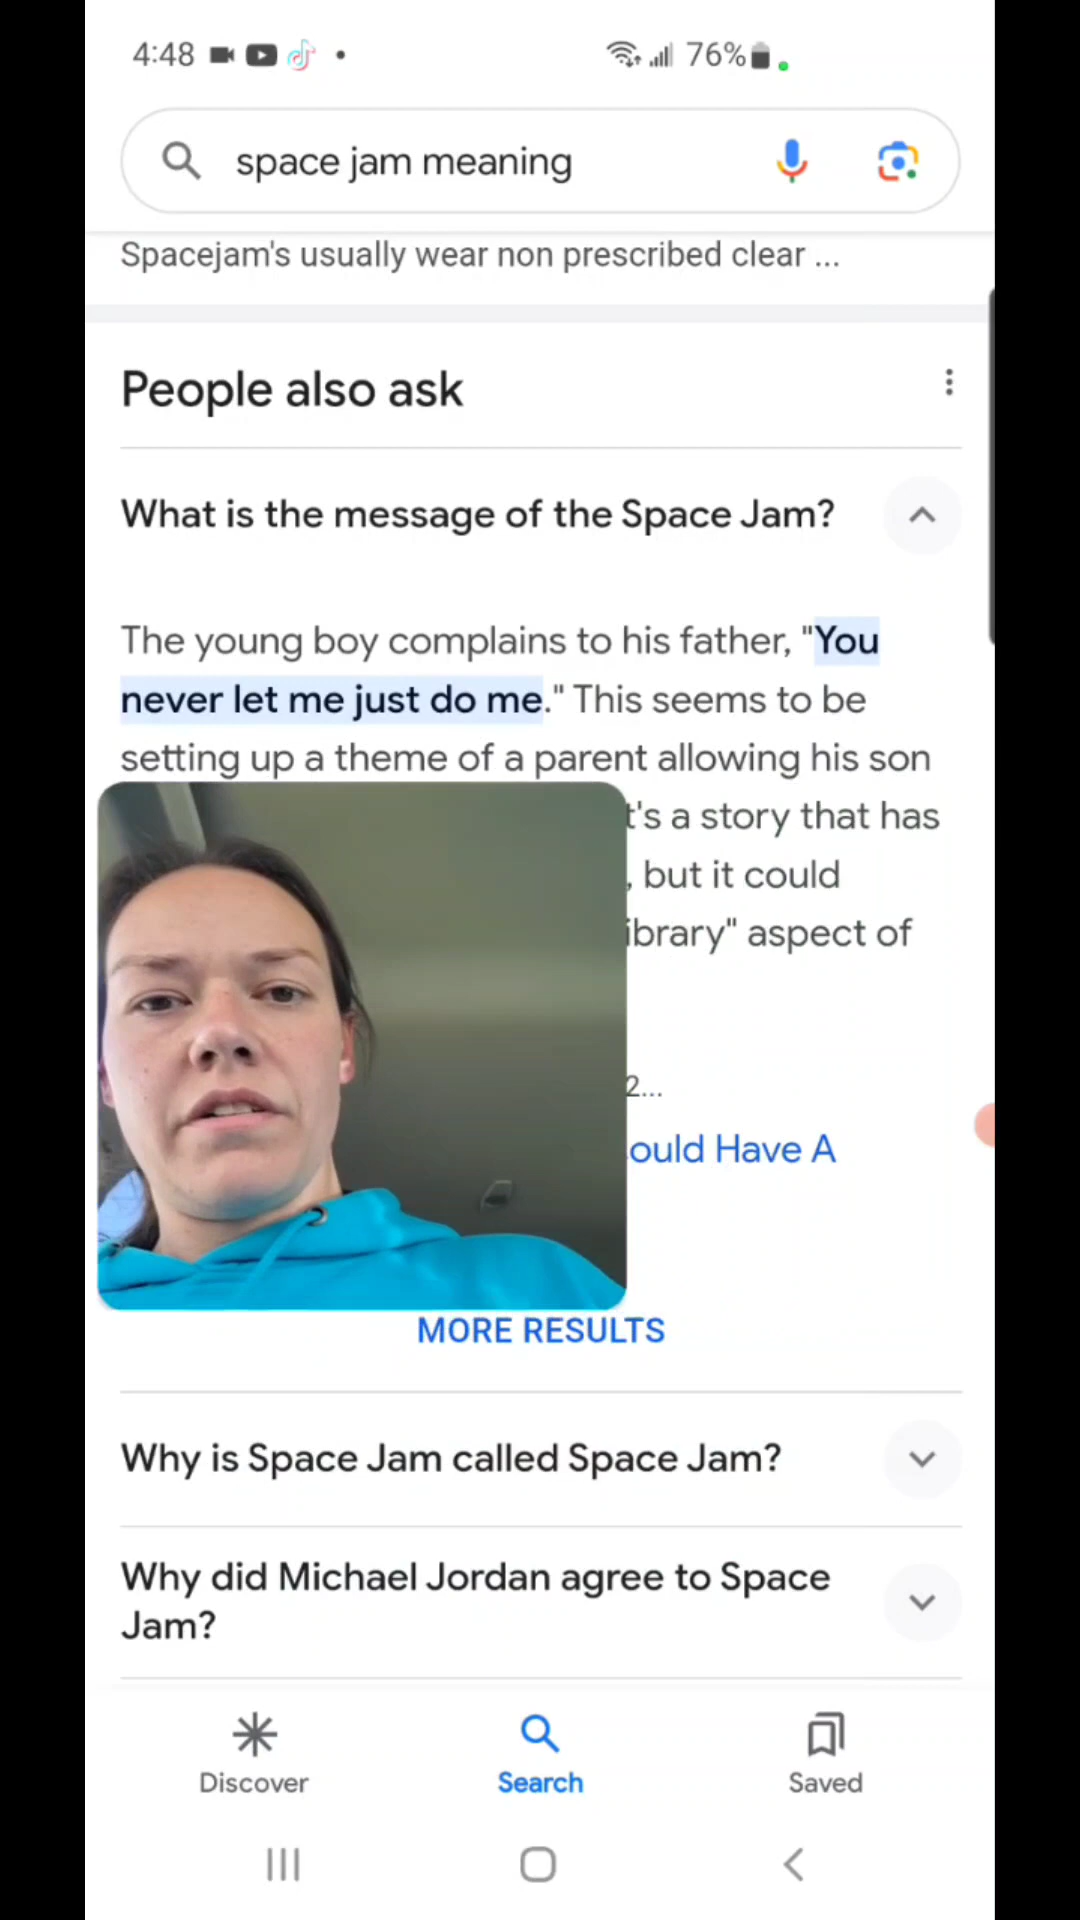 4:48
76%
space jam meaning
Spacejam's usually wear non prescribed clear ...
People also ask
What is the message of the Space Jam?
The young boy complains to his father, "You
never let me just do me." This seems to be
setting up a theme of a parent allowing his son
t's a story that has
, but it could
ibrary" aspect of
2...
ould Have A
MORE RESULTS
Why is Space Jam called Space Jam?
Why did Michael Jordan agree to Space
Jam?
Discover
Search
Saved